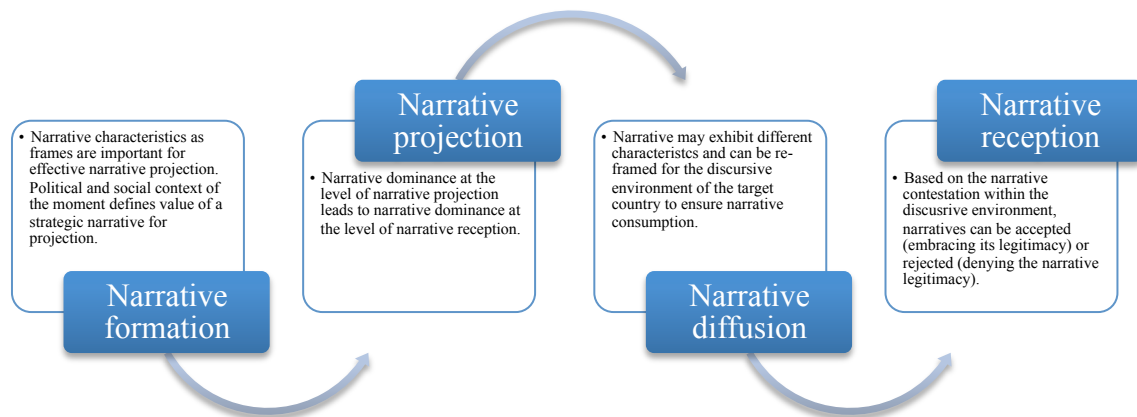 • Narrative characteristics as
frames are important for
effective narrative projection.
Political and social context of
the moment defines value of a
strategic narrative for
projection.
Narrative
formation
Narrative
projection
• Narrative dominance at the
level of narrative projection
leads to narrative dominance at
the level of narrative reception.
• Narrative may exhibit different
characteristcs and can be re-
framed for the discursive
environment of the target
country to ensure narrative
consumption.
Narrative
diffusion
Narrative
reception
• Based on the narrative
contestation within the
discusrive environment,
narratives can be accepted
(embracing its legitimacy) or
rejected (denying the narrative
legitimacy).